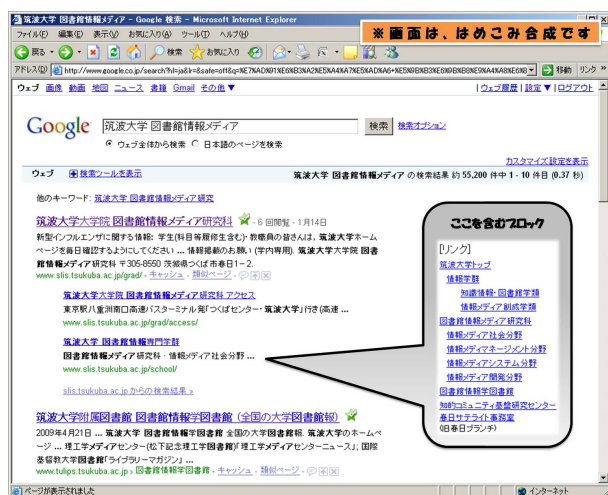 筑波大学 図書館情報メディア - Google 検索 - Microsoft Internet Explorer
ファイル(F) 編集(E) 表示(V) お気に入り(A) ツール(T) ヘルプ(H)
※画面は、はめこみ合成です
戻る 検索 お気に入り
アドレス(D) http://www.google.co.jp/search?hl=ja&lr=&safe=off&q=%E7%AD%91%E6%B3%A2%E5%A4%A7%E5%AD%A6+%E5%9B%B3%E6%9B%B8%E9%A4%A8%E6%8 移動 リンク »
ウェブ 画像 動画 地図 ニュース 書籍 Gmail その他 ▼ | ウェブ履歴 | 設定 ▼ | ログアウト
Google 筑波大学 図書館情報メディア 検索 検索オプション
ウェブ全体から検索 日本語のページを検索
カスタマイズ設定を表示
ウェブ 検索ツールを表示 筑波大学 図書館情報メディア の検索結果 約 55,200 件中 1 - 10 件目 (0.37 秒)
他のキーワード: 筑波大学 図書館情報メディア研究
筑波大学大学院 図書館情報メディア研究科 - 6 回閲覧 - 1月14日
新型インフルエンザに関する情報: 学生(科目等履修生含む)・教職員の皆さんは、筑波大学ホーム
ページを毎日確認するようにしてください ... 情報掲載のお願い (学内専用). 筑波大学大学院 図書
館情報メディア研究科 〒305-8550 茨城県つくば市春日1-2.
www.slis.tsukuba.ac.jp/grad/ - キャッシュ - 類似ページ -
筑波大学大学院 図書館情報メディア研究科 アクセス
東京駅八重洲南口高速バスターミナル発「つくばセンター・筑波大学」行き(高速 ...
www.slis.tsukuba.ac.jp/grad/access/
筑波大学 図書館情報専門学群
図書館情報メディア研究科 · 情報メディア社会分野 ...
www.slis.tsukuba.ac.jp/school/
slis.tsukuba.ac.jp からの検索結果 »
筑波大学附属図書館 図書館情報学図書館 (全国の大学図書館報)
2009年4月21日 ... 筑波大学 図書館情報学図書館 全国の大学図書館報. 筑波大学のホームペ
ージ ... 理工学メディアセンター(松下記念理工学図書館)「理工学メディアセンターニュース」; 国際
基督教大学図書館「ライブラリーマガジン」 ...
www.tulips.tsukuba.ac.jp › 図書館情報学図書館 - キャッシュ - 類似ページ -
ここを含むブロック
[リンク]
筑波大学トップ
情報学群
知識情報・図書館学類
情報メディア創成学類
図書館情報メディア研究科
情報メディア社会分野
情報メディアマネージメント分野
情報メディアシステム分野
情報メディア開発分野
図書館情報学図書館
知的コミュニティ基盤研究センター
春日サテライト事務室
(旧春日ブランチ)
ページが表示されました インターネット